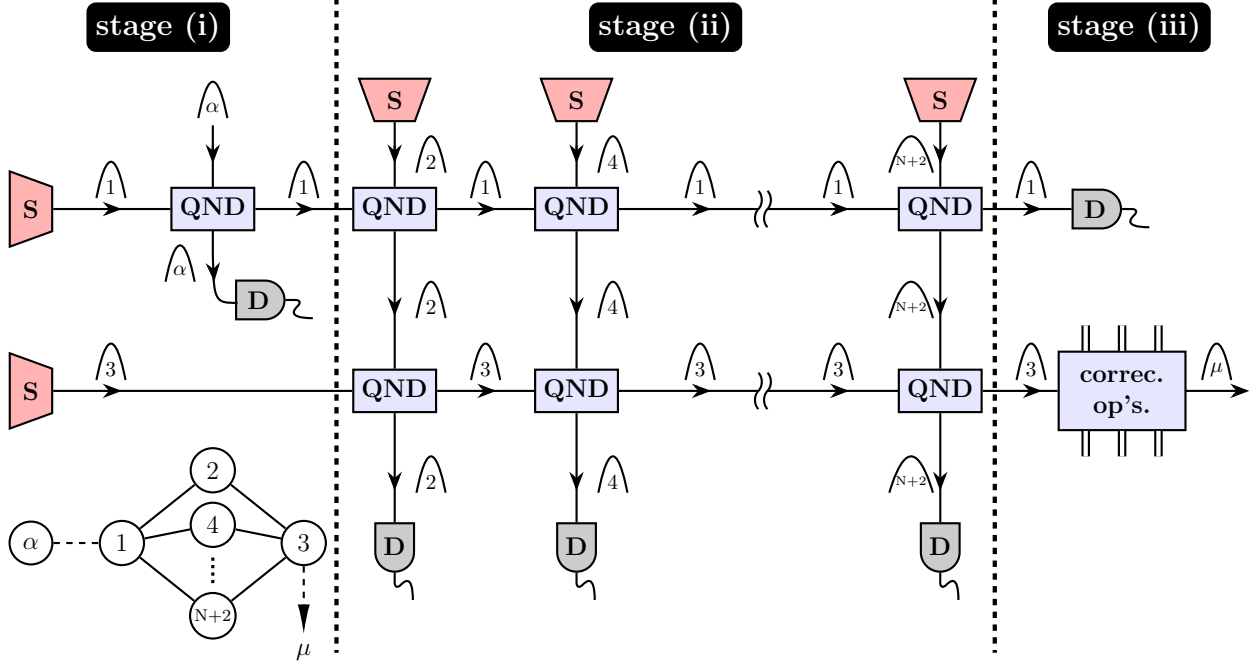 stage (i)
stage (ii)
stage (iii)
S
S
S
α
2
4
N+2
1
1
1
1
1
1
S
QND
QND
QND
QND
D
α
D
2
4
N+2
3
3
3
3
3
μ
S
QND
QND
QND
correc.
op's.
2
4
N+2
D
D
D
2
4
α
1
3
N+2
μ